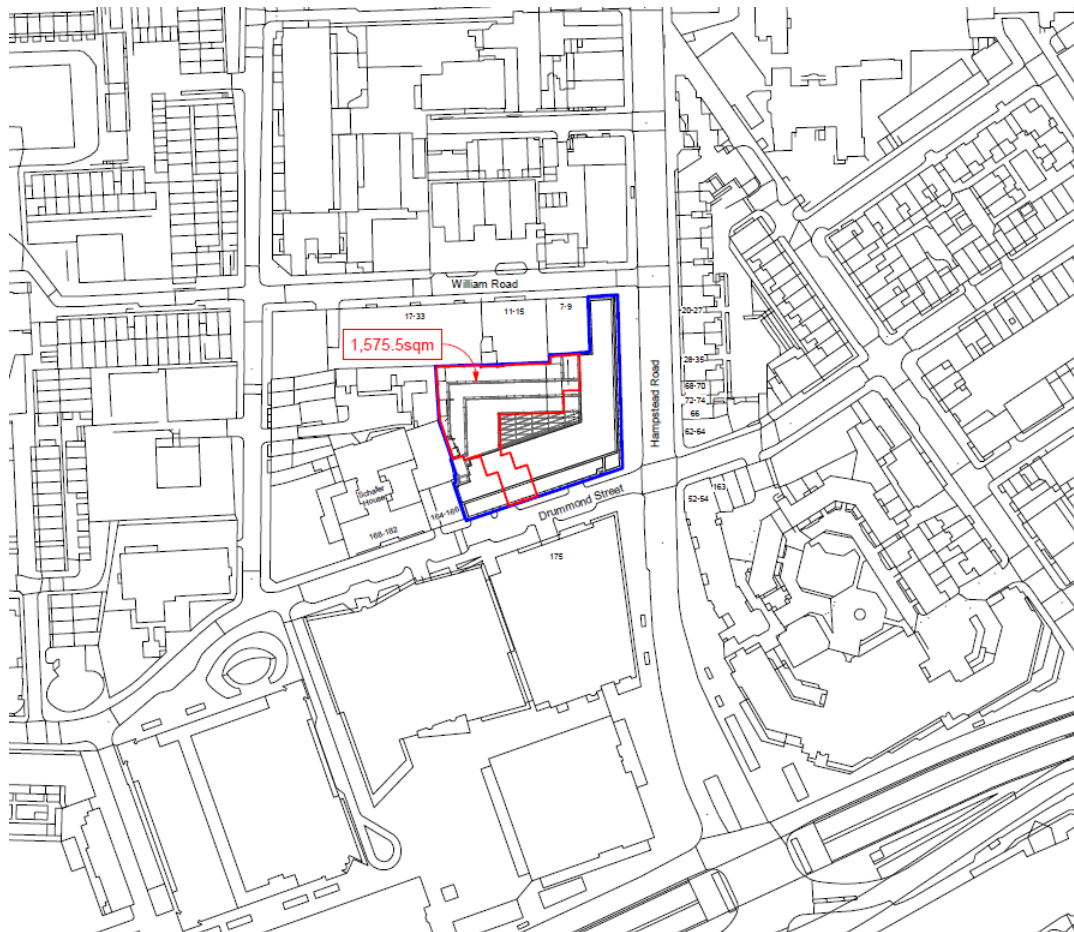 William Road
17-33
11-15
7-9
20-27
1,575.5sqm
28-35
68-70
72-74
66
62-64
Hampstead Road
Schafer
House
164-166
168-182
Drummond Street
163
52-54
175